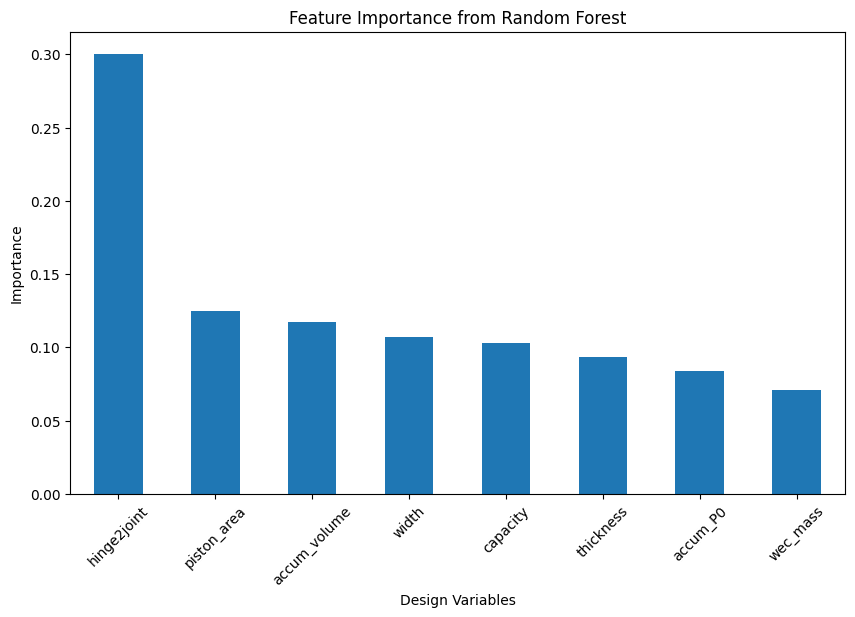 Feature Importance from Random Forest
0.30
0.25
0.20
0.15
0.10
0.05
0.00
Importance
hinge2joint
piston_area
accum_volume
width
capacity
thickness
accum_P0
wec_mass
Design Variables